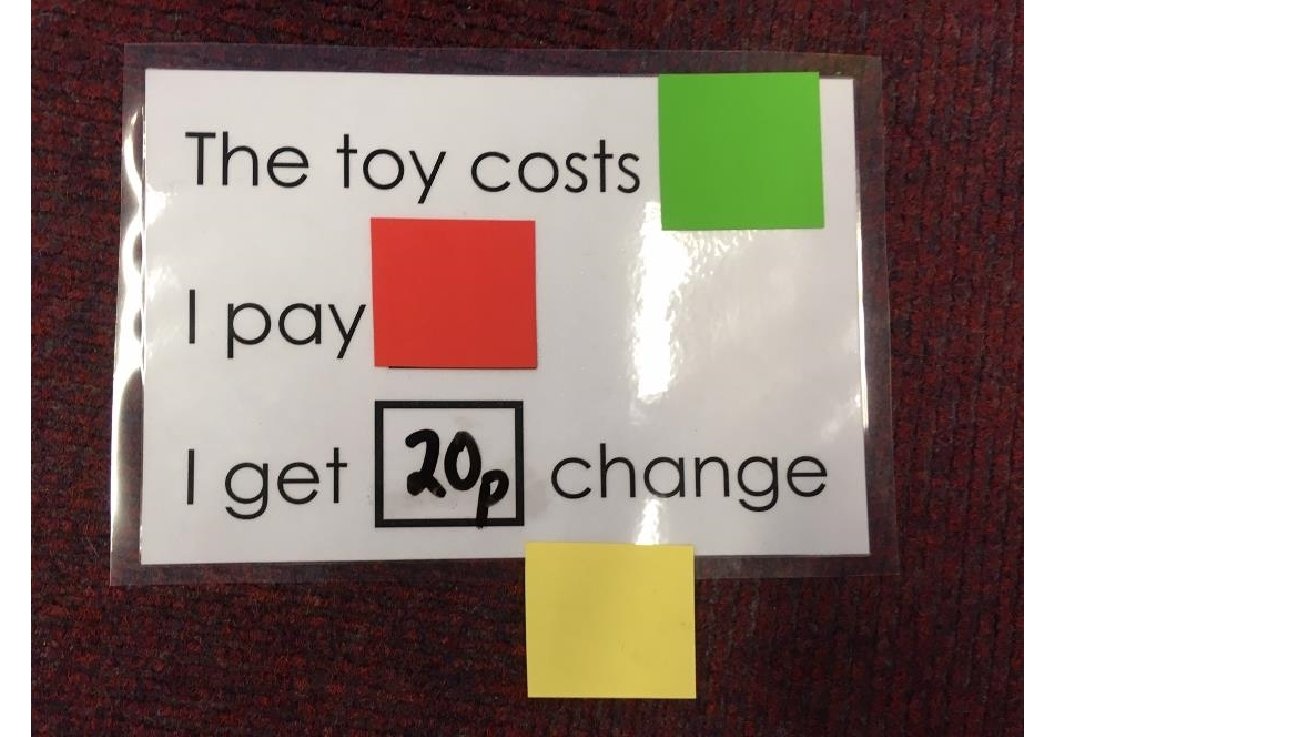 The toy costs
I pay
I get 20p change